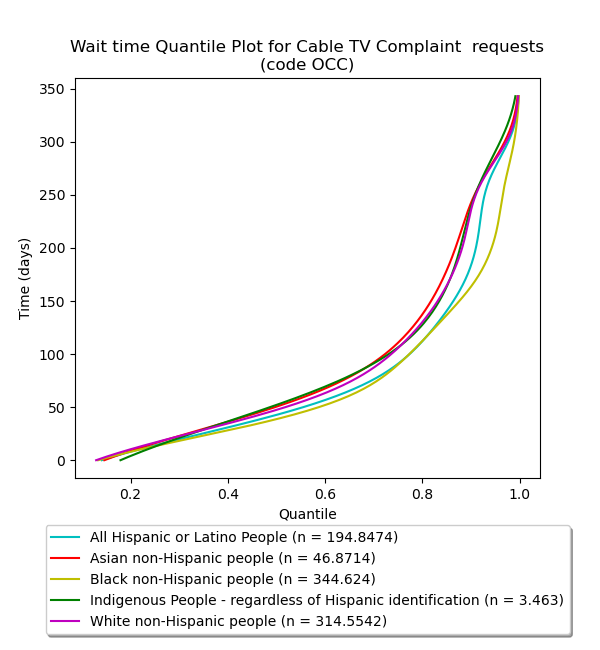 Wait time Quantile Plot for Cable TV Complaint  requests
(code OCC)
350
300
250
200
150
100
50
0
Time (days)
0.2
0.4
0.6
0.8
1.0
Quantile
All Hispanic or Latino People (n = 194.8474)
Asian non-Hispanic people (n = 46.8714)
Black non-Hispanic people (n = 344.624)
Indigenous People - regardless of Hispanic identification (n = 3.463)
White non-Hispanic people (n = 314.5542)